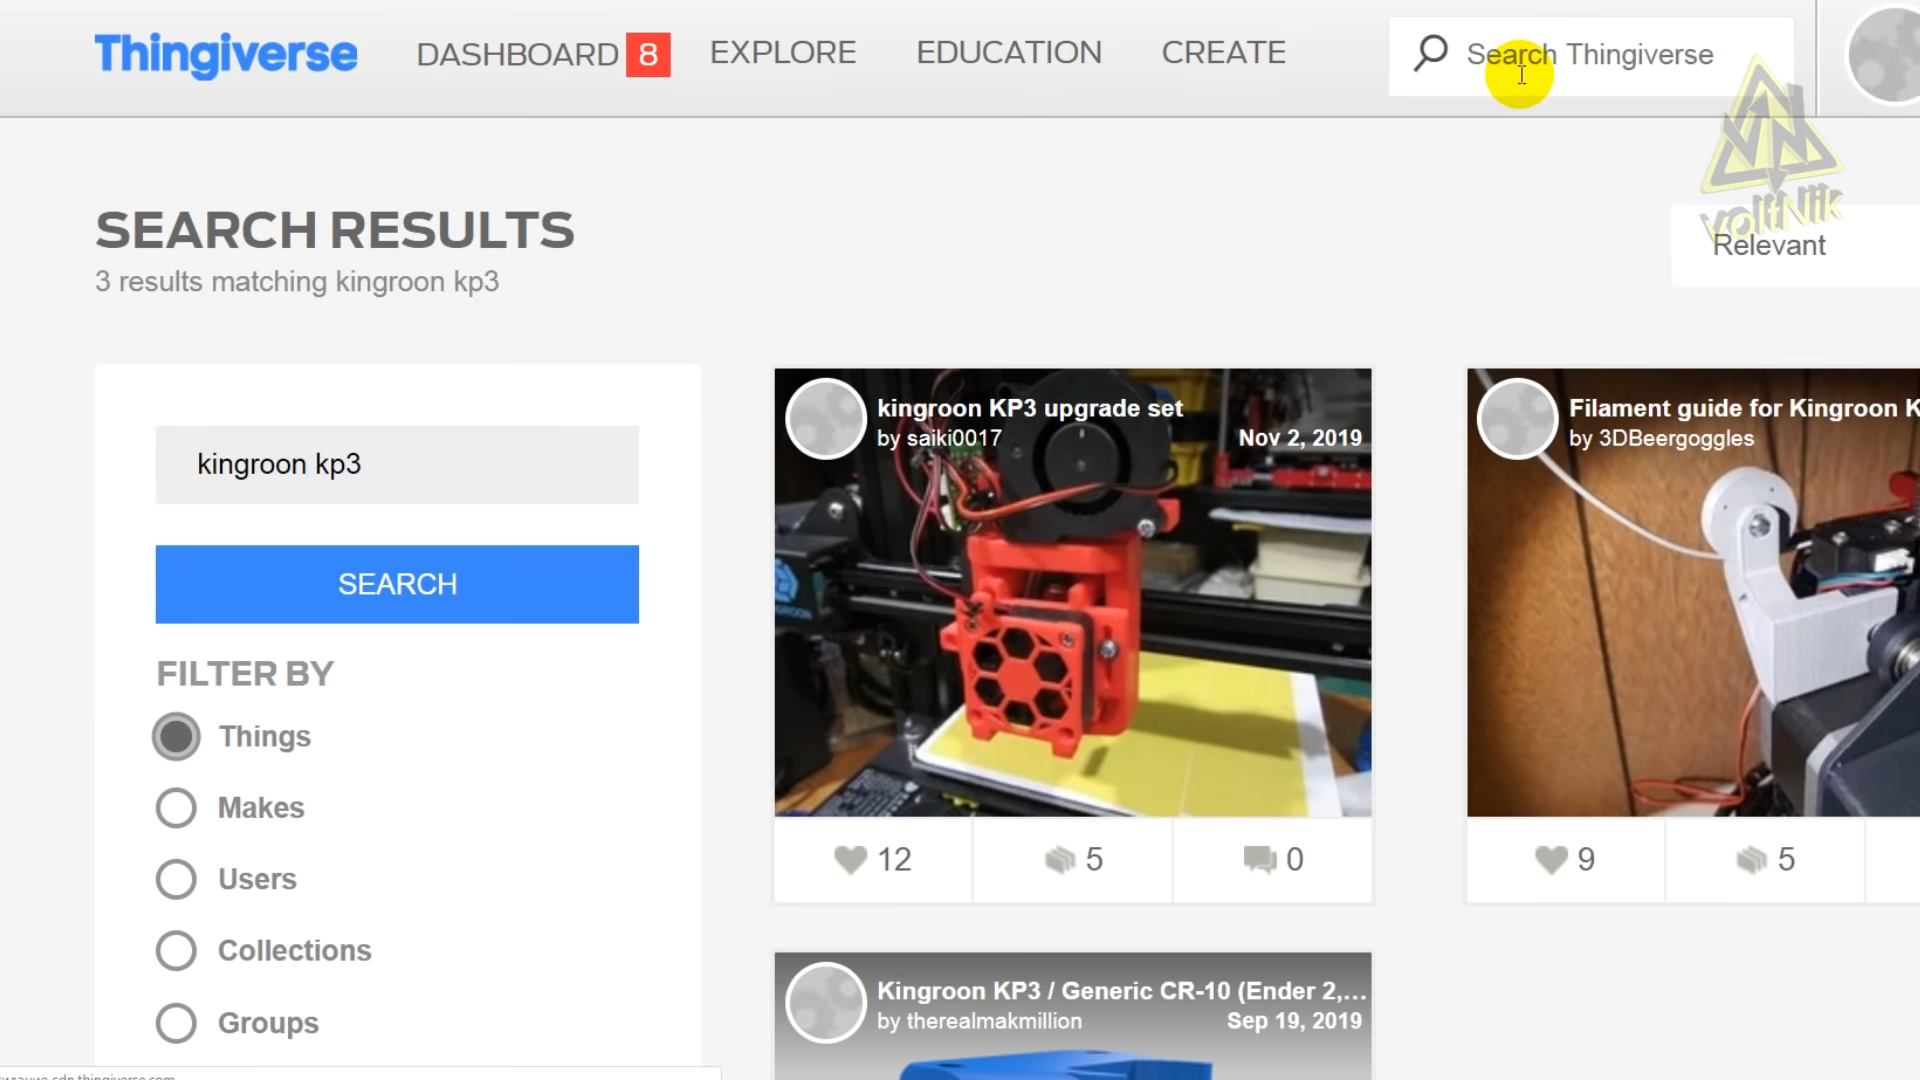 Thingiverse
DASHBOARD 8
EXPLORE
EDUCATION
CREATE
Search Thingiverse
voltNik
SEARCH RESULTS
3 results matching kingroon kp3
Relevant
kingroon kp3
SEARCH
FILTER BY
Things
Makes
Users
Collections
Groups
kingroon KP3 upgrade set
by saiki0017
Nov 2, 2019
12
5
0
Filament guide for Kingroon K
by 3DBeergoggles
9
5
Kingroon KP3 / Generic CR-10 (Ender 2,...
by therealmakmillion
Sep 19, 2019